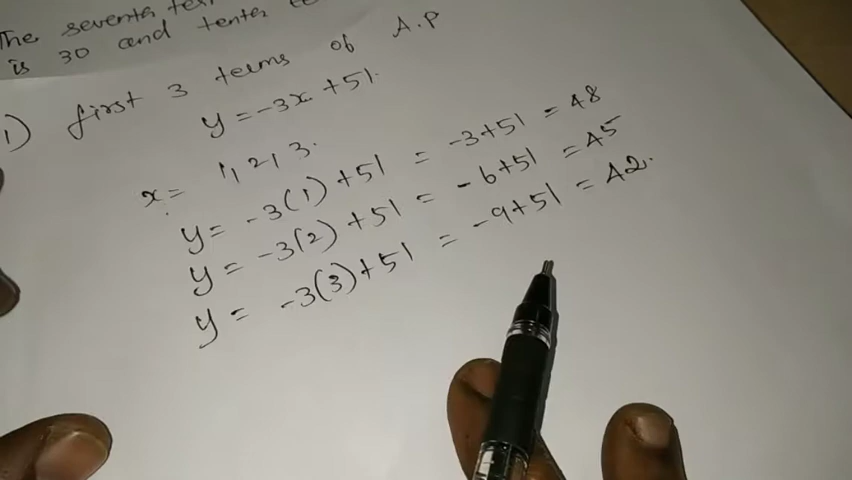 The seventh
is 30 and tenth
1) first 3 terms of A.P
y = -3x + 51.
x = 1, 2, 3.
y = -3(1) + 51 = -3+51 = 48
y = -3(2) + 51 = -6+51 = 45
y = -3(3) + 51 = -9+51 = 42.